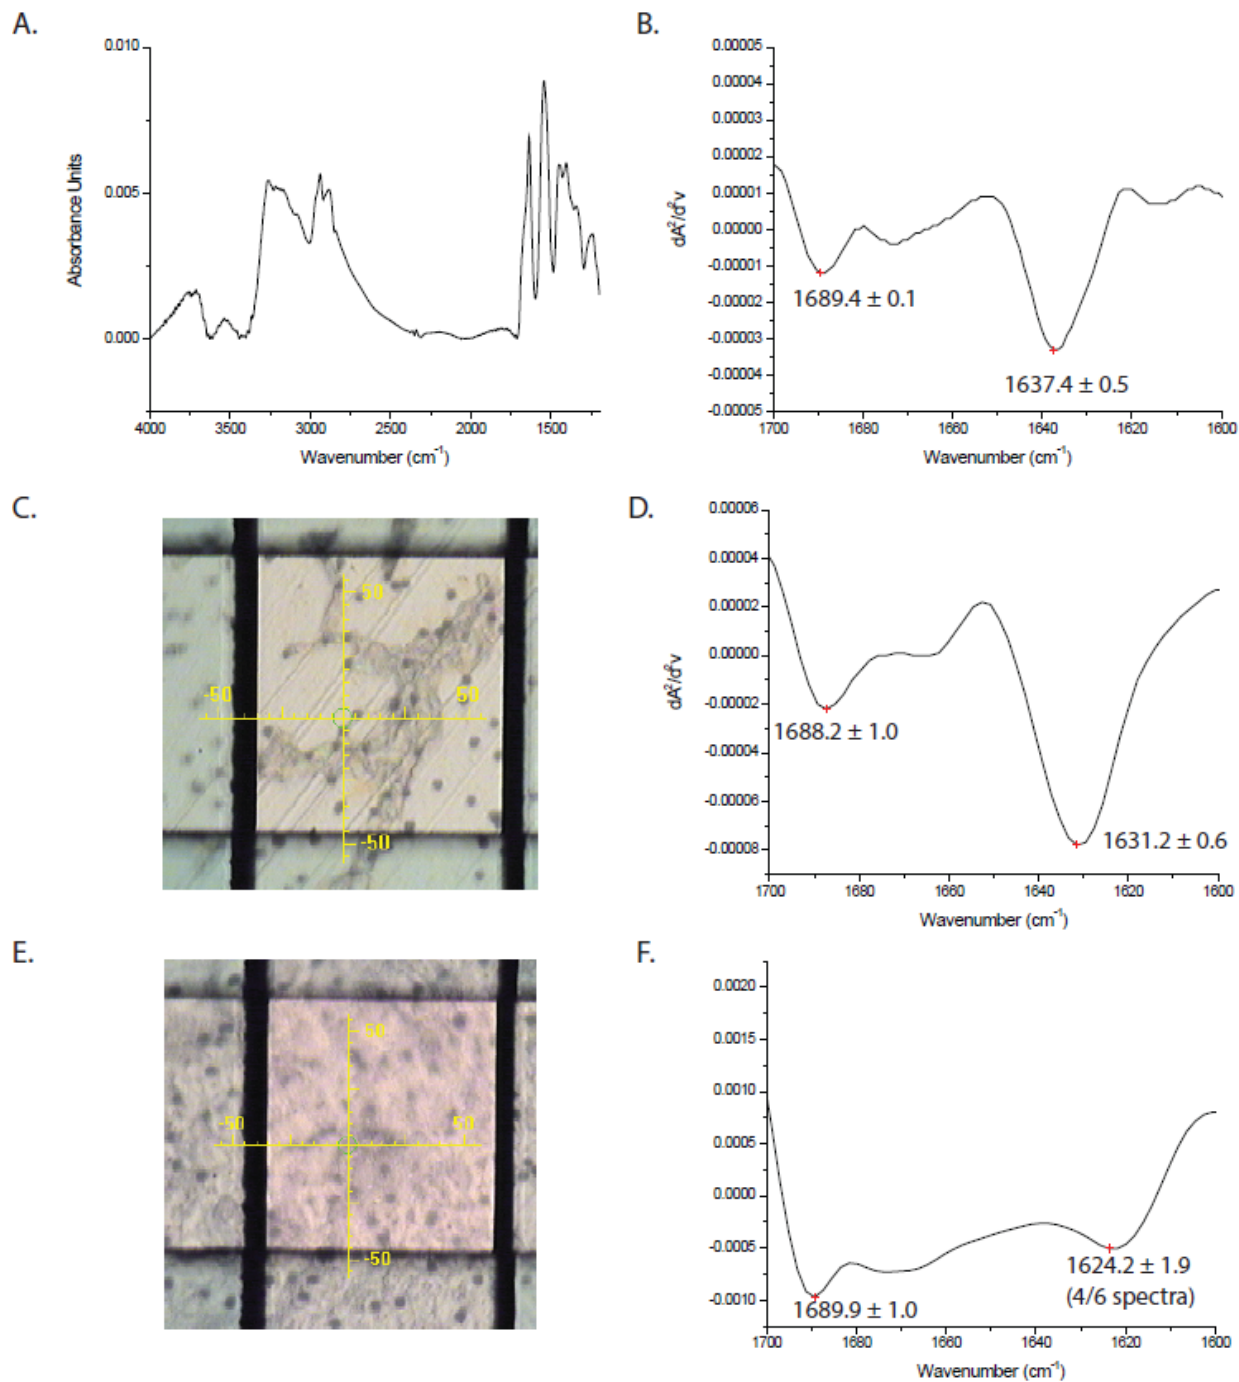 A.
0.010
0.005
0.000
Absorbance Units
4000 3500 3000 2500 2000 1500
Wavenumber (cm⁻¹)
B.
0.00005
0.00004
0.00003
0.00002
0.00001
0.00000
-0.00001
-0.00002
-0.00003
-0.00004
-0.00005
dA²/d²v
1689.4 ± 0.1
1637.4 ± 0.5
1700 1680 1660 1640 1620 1600
Wavenumber (cm⁻¹)
C.
50
-50 50
-50
D.
0.00006
0.00004
0.00002
0.00000
-0.00002
-0.00004
-0.00006
-0.00008
dA²/d²v
1688.2 ± 1.0
1631.2 ± 0.6
1700 1680 1660 1640 1620 1600
Wavenumber (cm⁻¹)
E.
50
-50 50
-50
F.
0.0020
0.0015
0.0010
0.0005
0.0000
-0.0005
-0.0010
1689.9 ± 1.0
1624.2 ± 1.9
(4/6 spectra)
1700 1680 1660 1640 1620 1600
Wavenumber (cm⁻¹)